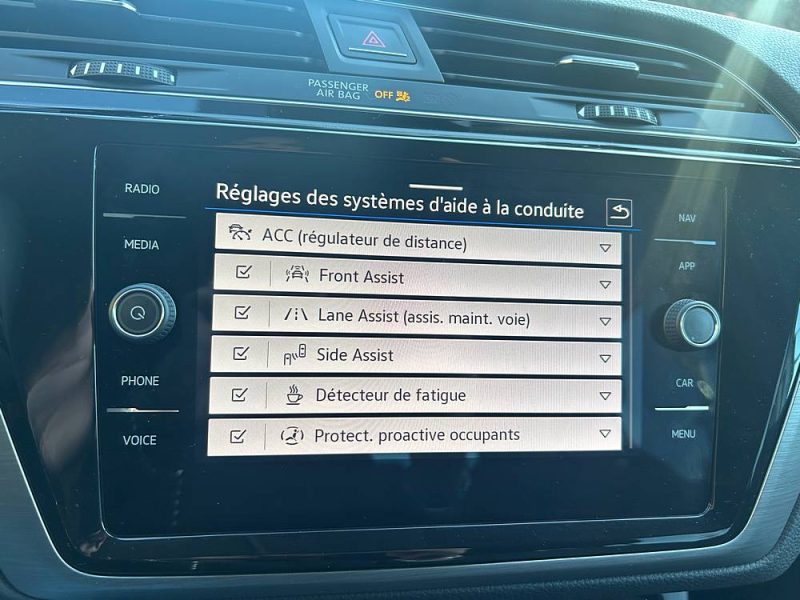 PASSENGER
AIR BAG OFF
RADIO
MEDIA
PHONE
VOICE
Réglages des systèmes d'aide à la conduite
ACC (régulateur de distance)
Front Assist
Lane Assist (assis. maint. voie)
Side Assist
Détecteur de fatigue
Protect. proactive occupants
NAV
APP
CAR
MENU